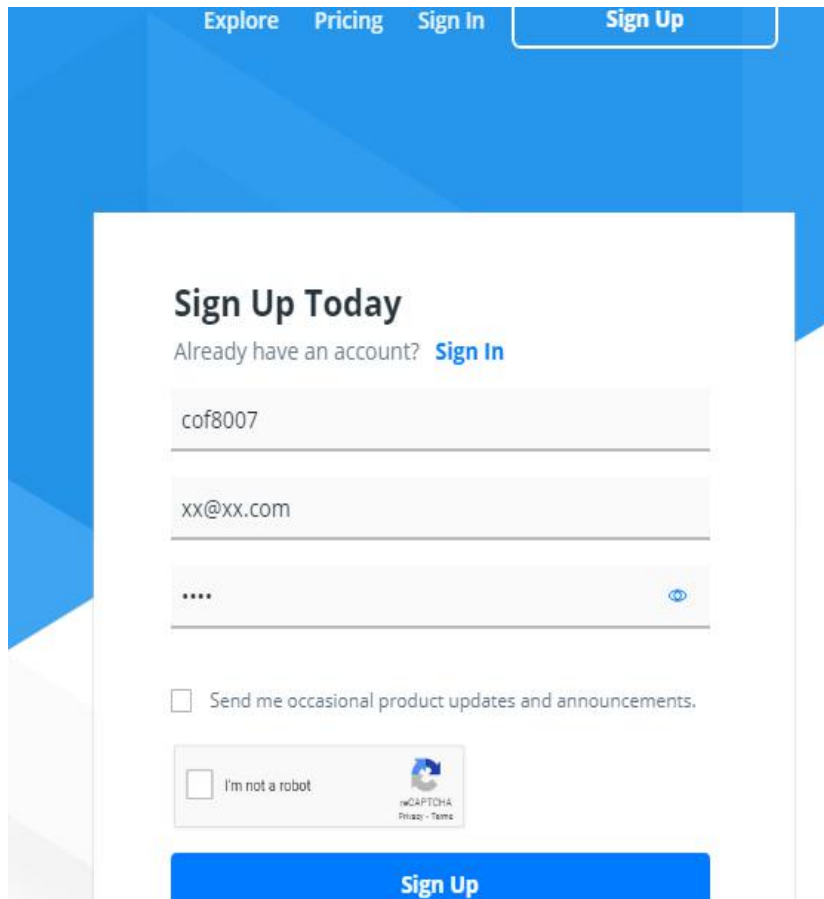 Explore Pricing Sign In Sign Up
Sign Up Today
Already have an account? Sign In
cof8007
xx@xx.com
••••
Send me occasional product updates and announcements.
I'm not a robot
reCAPTCHA
Privacy - Terms
Sign Up